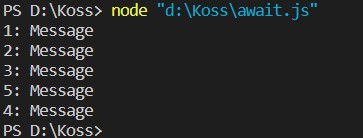 PS D:\Koss> node "d:\Koss\await.js"
1: Message
2: Message
3: Message
5: Message
4: Message
PS D:\Koss>